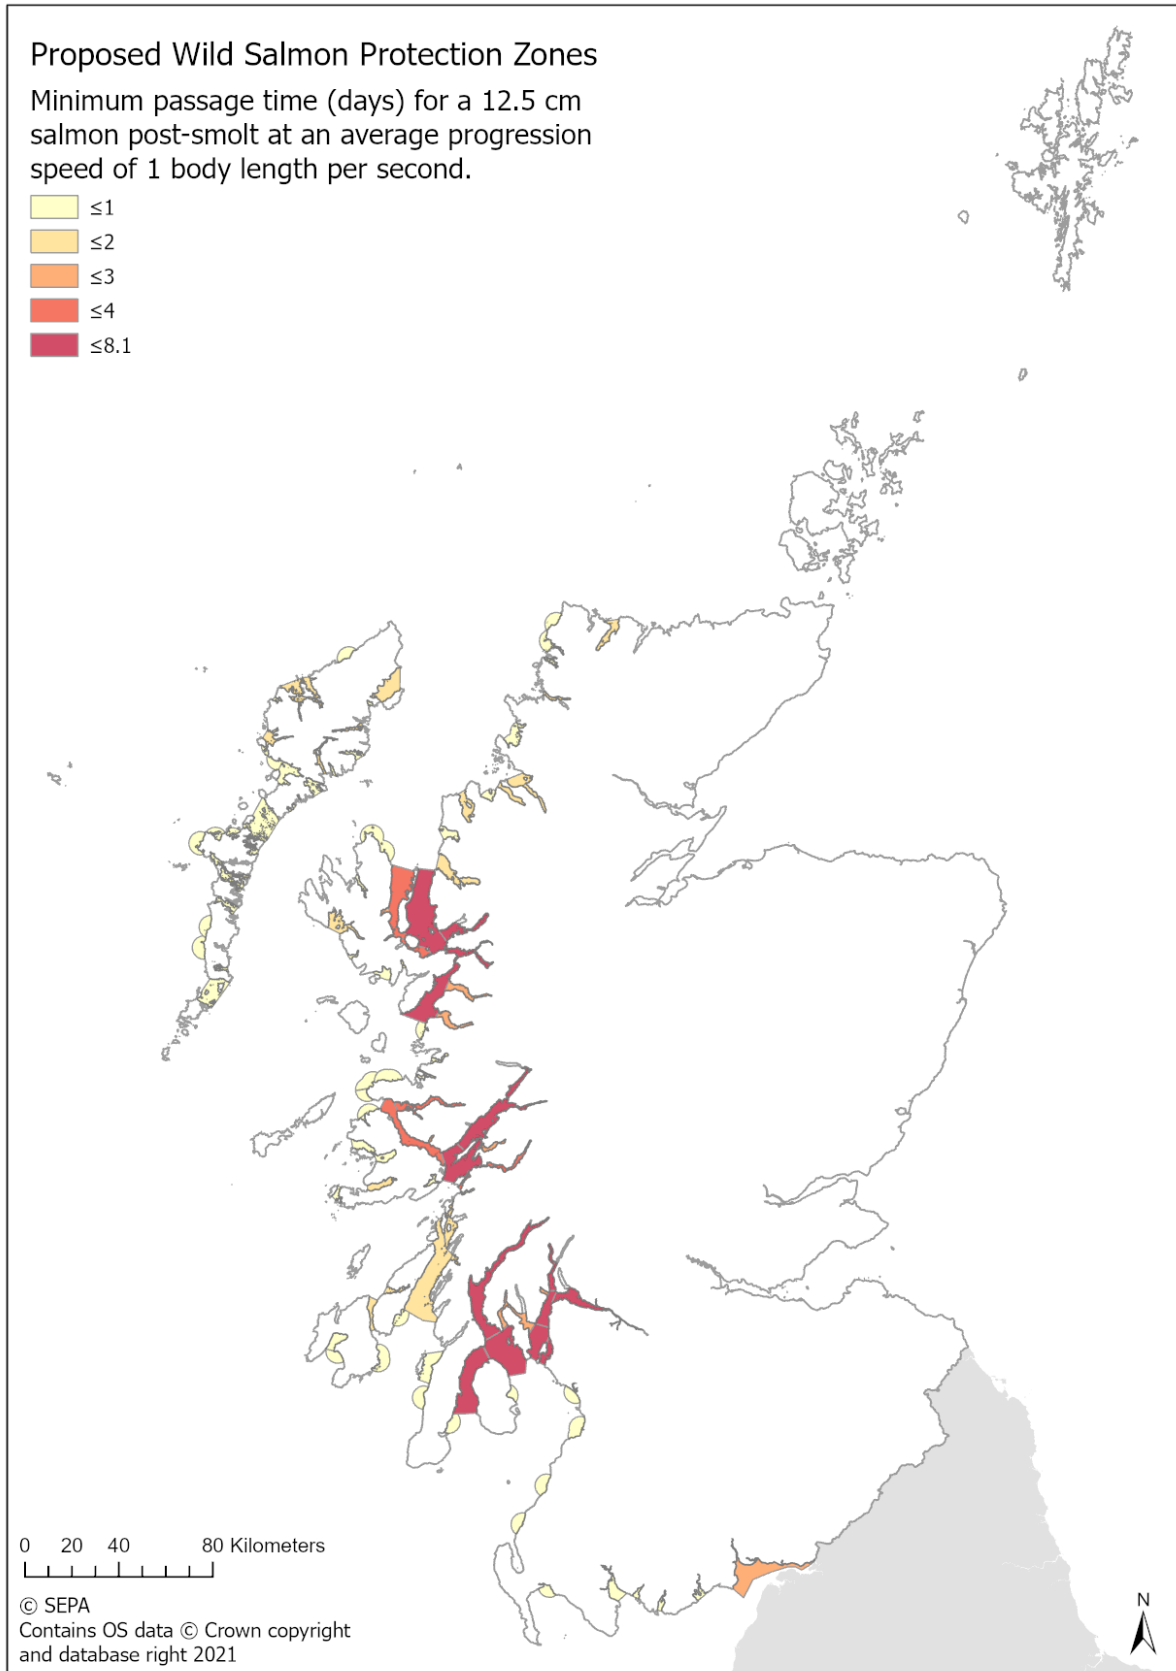 Proposed Wild Salmon Protection Zones
Minimum passage time (days) for a 12.5 cm
salmon post-smolt at an average progression
speed of 1 body length per second.
≤1
≤2
≤3
≤4
≤8.1
0 20 40 80 Kilometers
© SEPA
Contains OS data © Crown copyright
and database right 2021
N